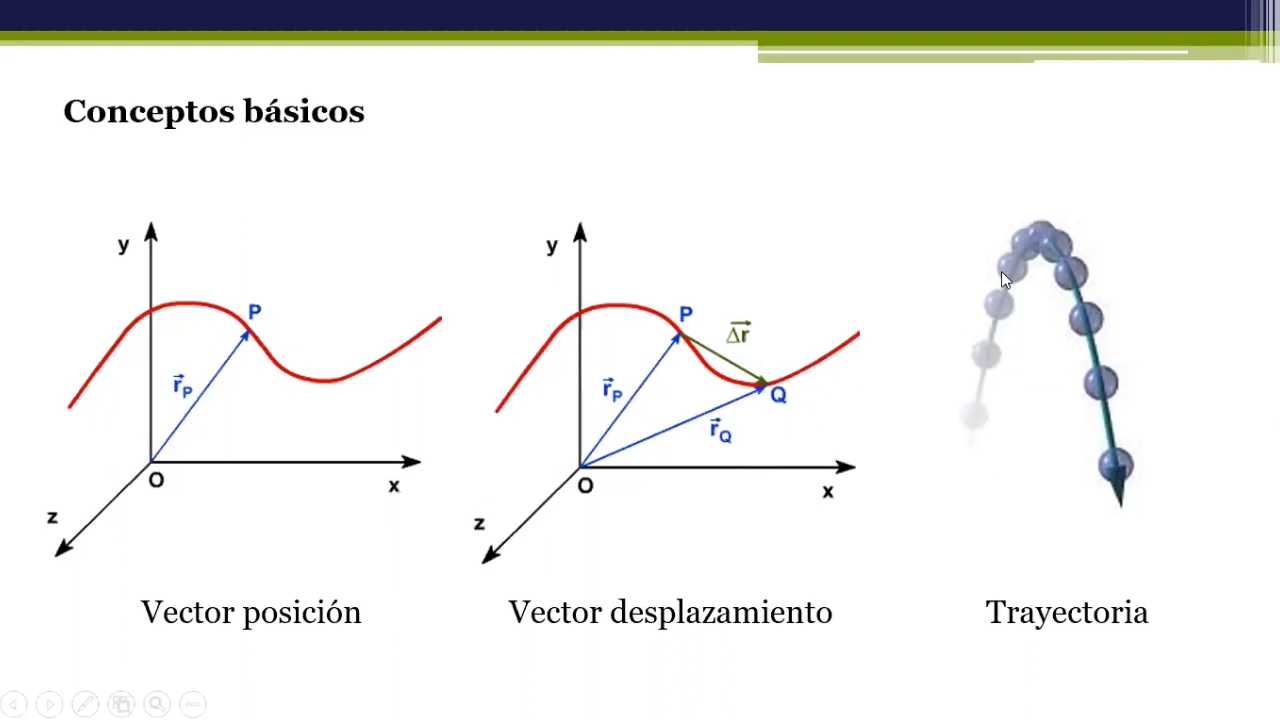 Conceptos básicos
y
P
r⃗P
O
x
z
Vector posición
y
P
Δr⃗
r⃗P
Q
r⃗Q
O
x
z
Vector desplazamiento
Trayectoria